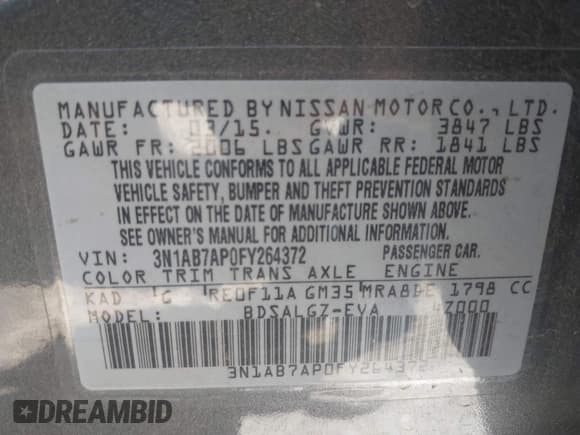 MANUFACTURED BY NISSAN MOTOR CO., LTD.
DATE: 03/15. GVWR: 3847 LBS
GAWR FR: 2006 LBS GAWR RR: 1841 LBS
THIS VEHICLE CONFORMS TO ALL APPLICABLE FEDERAL MOTOR
VEHICLE SAFETY, BUMPER AND THEFT PREVENTION STANDARDS
IN EFFECT ON THE DATE OF MANUFACTURE SHOWN ABOVE.
SEE OWNER'S MANUAL FOR ADDITIONAL INFORMATION.
VIN: 3N1AB7AP0FY264372 PASSENGER CAR.
COLOR TRIM TRANS AXLE ENGINE
KAD G RE0F11A GM35 MRA8DE 1798 CC
MODEL: BDSALGZ-EVA 4Z000
3N1AB7AP0FY264372
DREAMBID